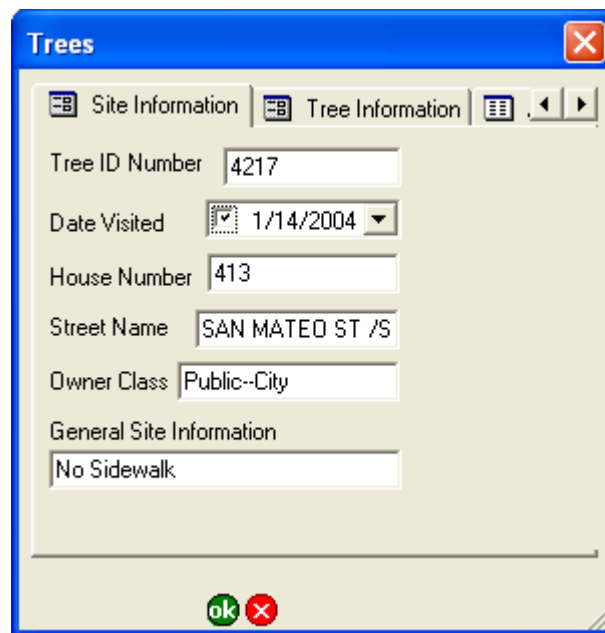 Trees
Site Information Tree Information
Tree ID Number 4217
Date Visited 1/14/2004
House Number 413
Street Name SAN MATEO ST /S
Owner Class Public--City
General Site Information
No Sidewalk
ok